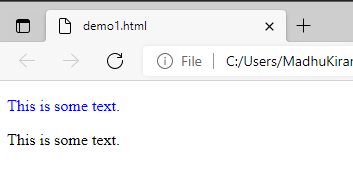 demo1.html
File | C:/Users/MadhuKiran
This is some text.
This is some text.